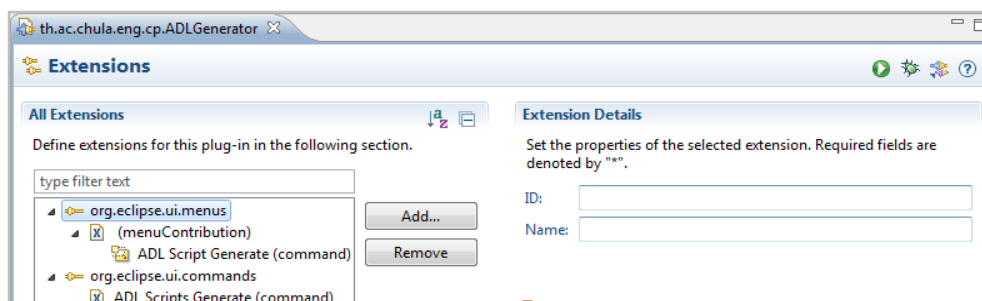 th.ac.chula.eng.cp.ADLGenerator
Extensions
All Extensions
Define extensions for this plug-in in the following section.
type filter text
org.eclipse.ui.menus
(menuContribution)
ADL Script Generate (command)
org.eclipse.ui.commands
ADL Scripts Generate (command)
Add...
Remove
Extension Details
Set the properties of the selected extension. Required fields are
denoted by "*".
ID:
Name: